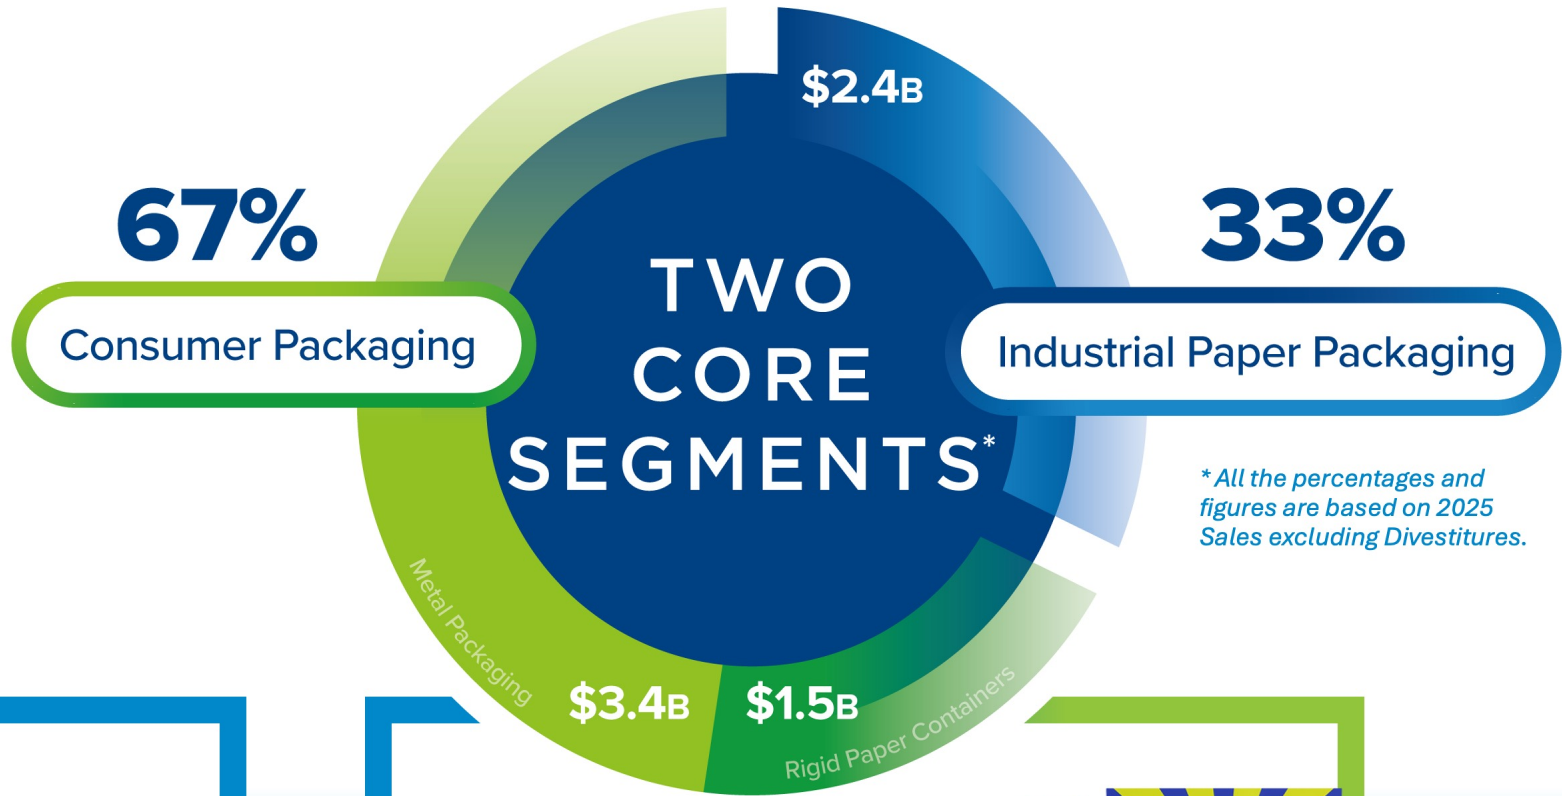 $2.4B
67%
Consumer Packaging
33%
Industrial Paper Packaging
TWO
CORE
SEGMENTS*
* All the percentages and
figures are based on 2025
Sales excluding Divestitures.
Metal Packaging
$3.4B
$1.5B
Rigid Paper Containers